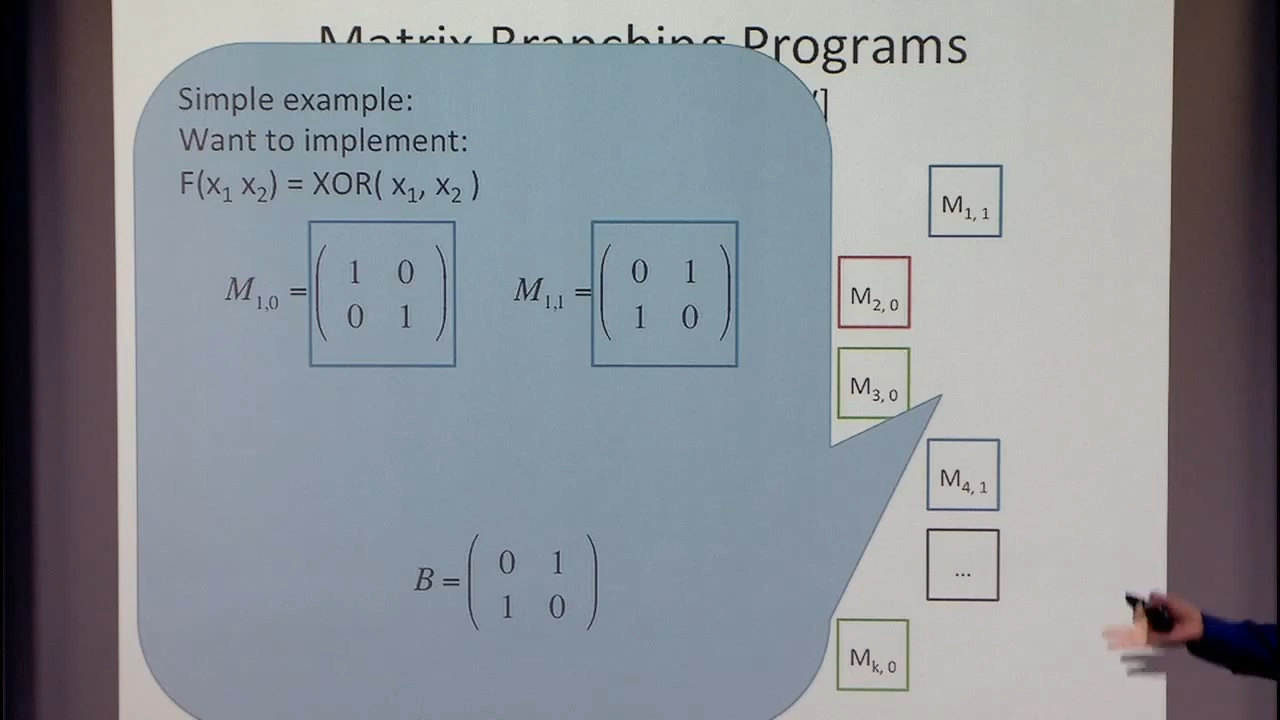 Matrix Branching Programs
]
Simple example:
Want to implement:
F(x₁ x₂) = XOR( x₁, x₂ )
M₁,₀ = ( 1 0
0 1 )
M₁,₁ = ( 0 1
1 0 )
B = ( 0 1
1 0 )
M₁, ₁
M₂, ₀
M₃, ₀
M₄, ₁
...
Mₖ, ₀